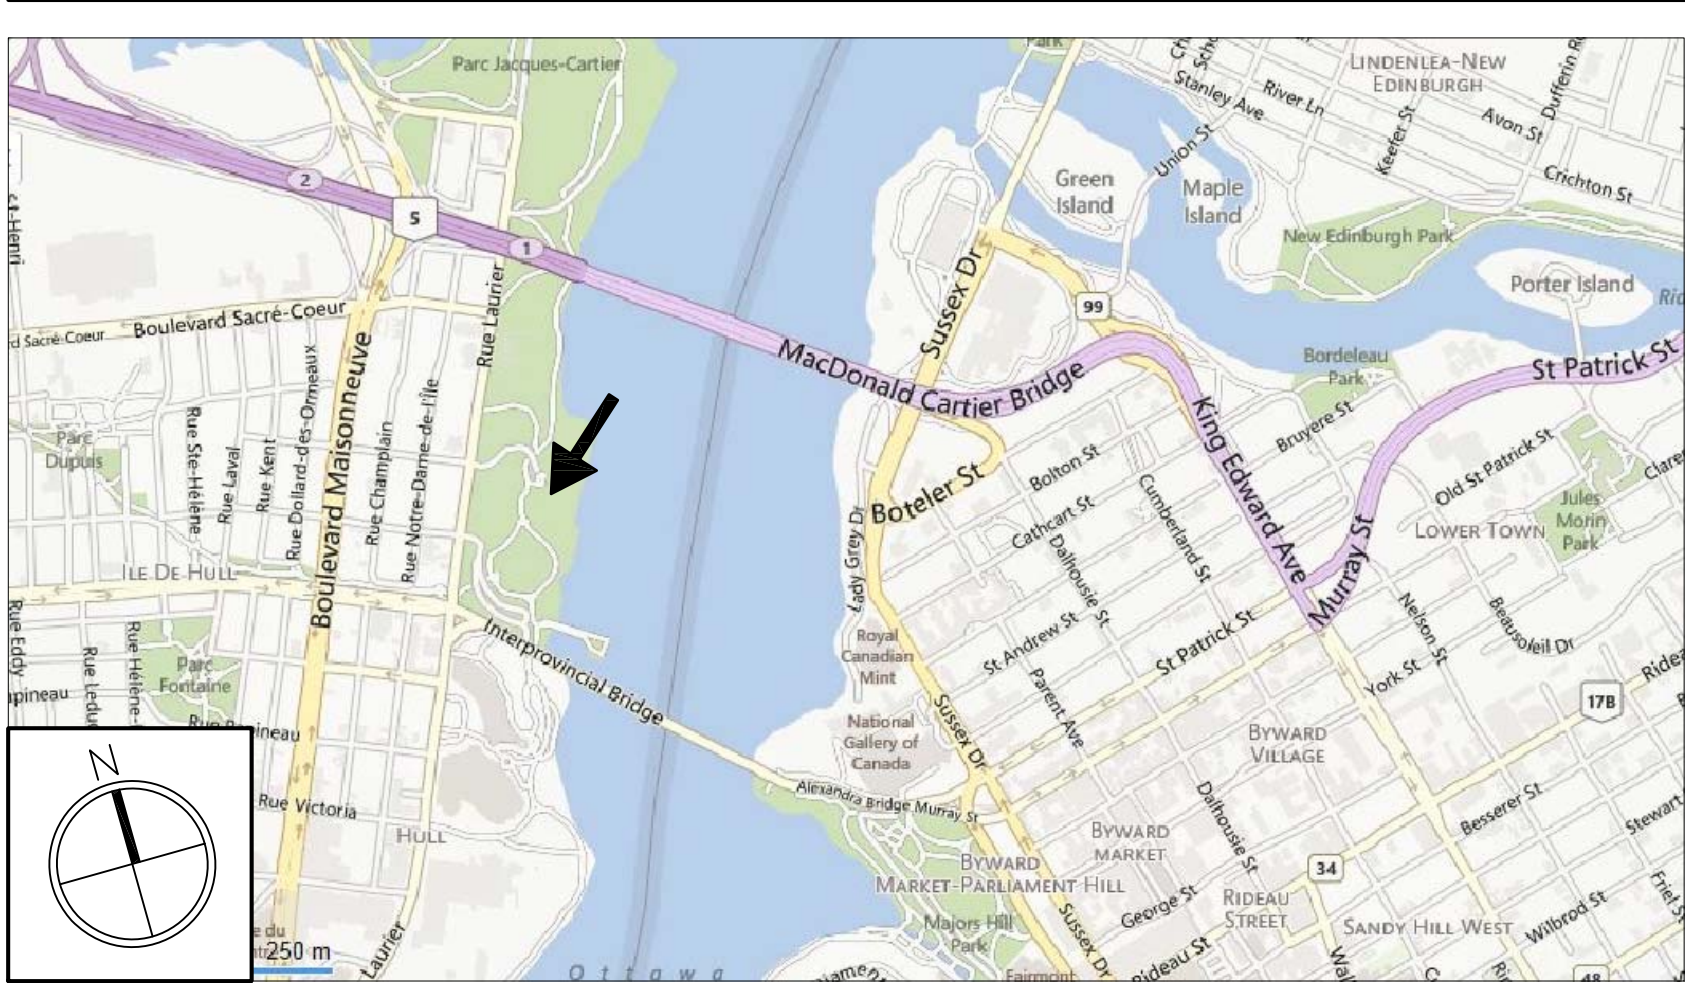 Park
Parc Jacques-Cartier
LINDENLEA-NEW
EDINBURGH
Stanley Ave
River Ln
Avon St
Keefer St
Union St
Crichton St
Green
Island
Maple
Island
New Edinburgh Park
Porter Island
2
5
1
99
Sussex Dr
Rue Laurier
Boulevard Sacré-Coeur
Sacré-Coeur
MacDonald Cartier Bridge
St Patrick St
Bordeleau
Park
King Edward Ave
Bruyere St
Boulevard Maisonneuve
Rue Dollard-des-Ormeaux
Rue Ste-Hélène
Rue Laval
Rue Kent
Rue Champlain
Rue Notre-Dame-de-l'Île
Parc
Dupuis
Bolton St
Boteler St
Cathcart St
Cumberland St
Dalhousie St
Old St Patrick St
Jules
Morin
Park
LOWER TOWN
Lady Grey Dr
Murray St
ILE DE HULL
Rue Eddy
Interprovincial Bridge
Royal
Canadian
Mint
St Andrew St
St Patrick St
Nelson St
Beausoleil Dr
Parent Ave
York St
17B
Parc
Fontaine
National
Gallery of
Canada
Sussex Dr
BYWARD
VILLAGE
Rue Victoria
HULL
Alexandra Bridge
Murray St
Dalhousie St
Besserer St
BYWARD
MARKET
BYWARD
MARKET-PARLIAMENT HILL
34
RIDEAU
STREET
George St
SANDY HILL WEST
Wilbrod St
Majors Hill
Park
Sussex Dr
Rideau St
Fairmont
Laurier
Ottawa
N
250 m